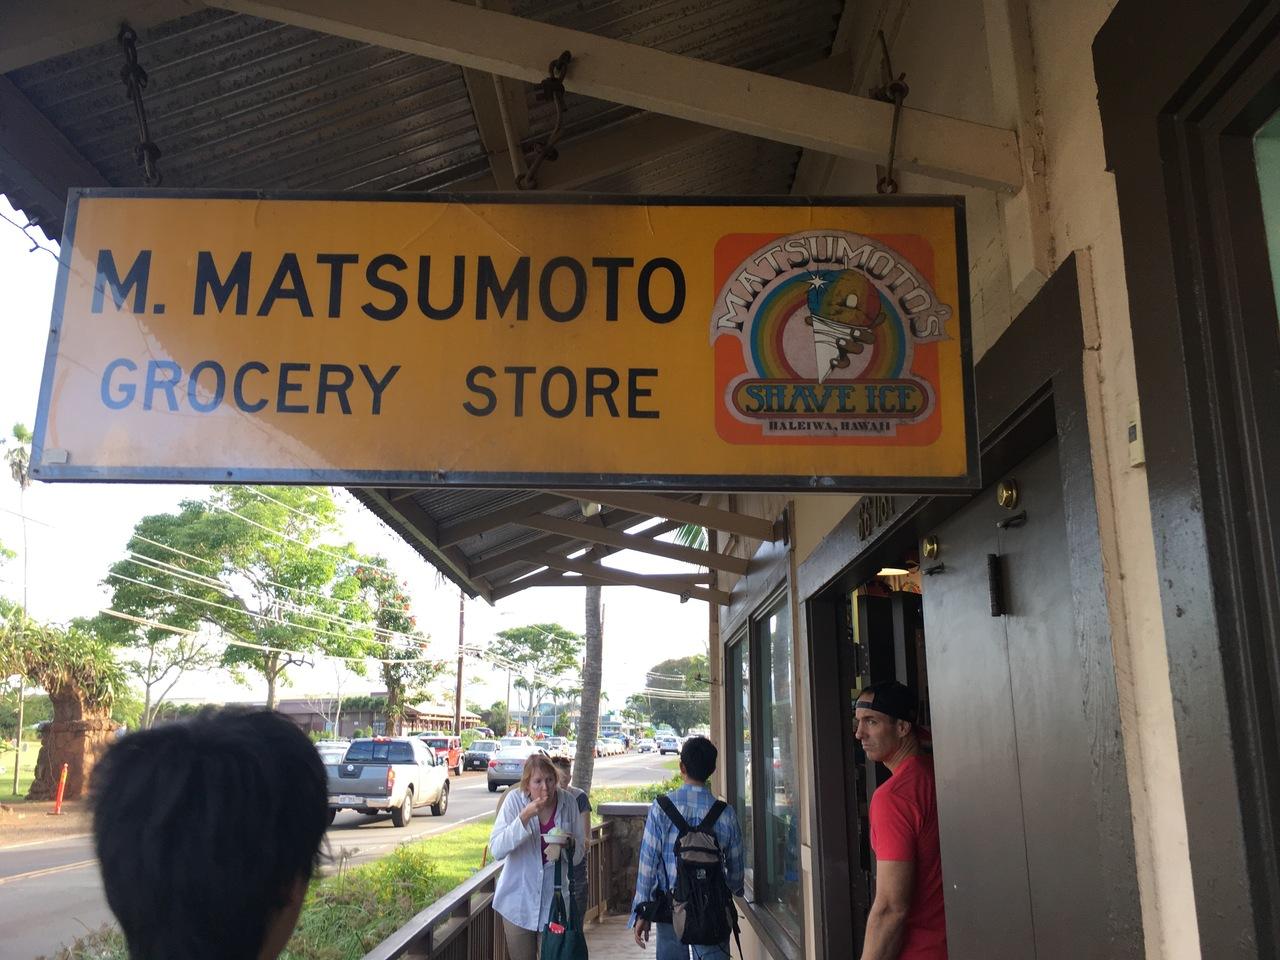 M. MATSUMOTO
GROCERY STORE
MATSUMOTO'S
SHAVE ICE
HALEIWA, HAWAII